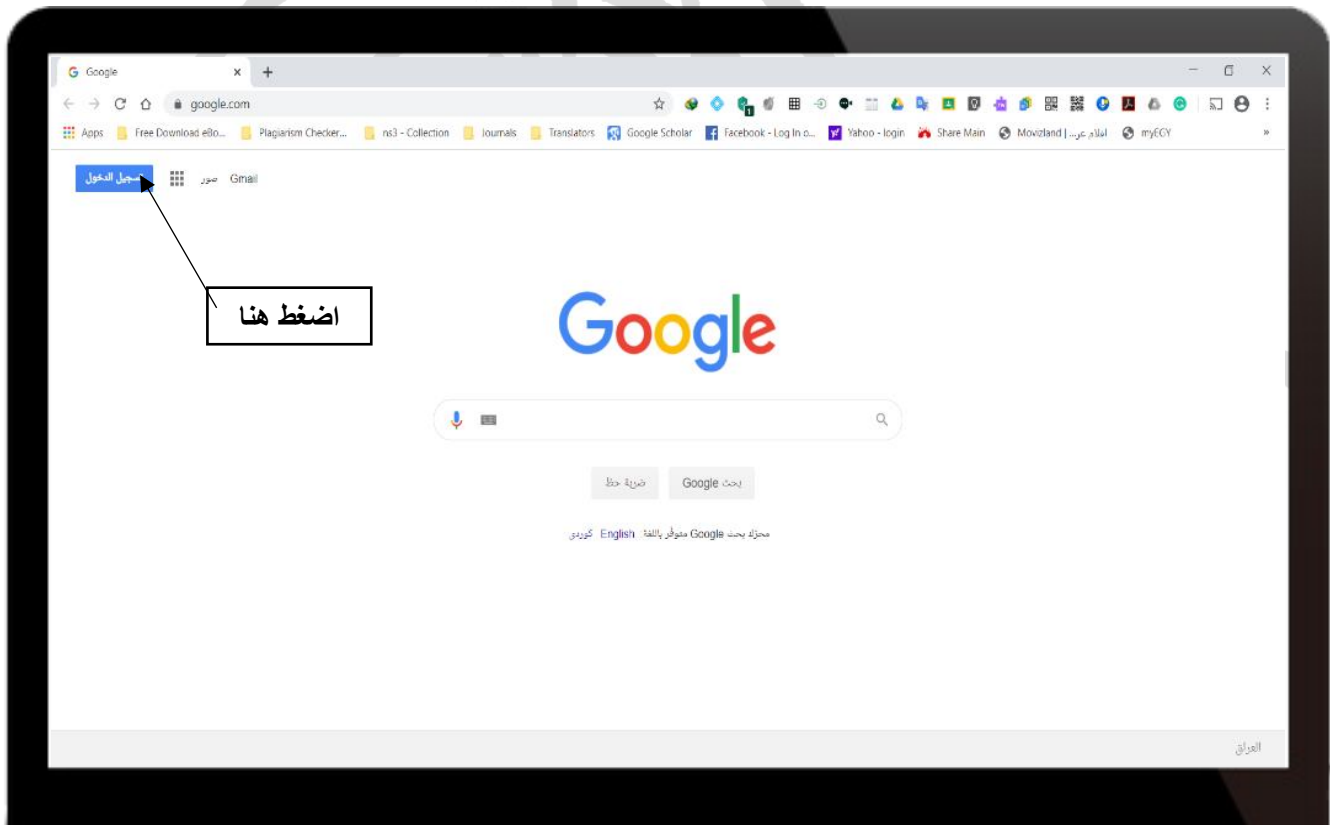 Google
google.com
Apps Free Download eBo... Plagiarism Checker... ns3 - Collection Journals Translators Google Scholar Facebook - Log In o... Yahoo - login Share Main Movizland | ...افلام عر myEGY »
Gmail صور تسجيل الدخول
اضغط هنا
Google
بحث Google ضربة حظ
محرّك بحث Google متوفّر باللغة English كوردی
العراق